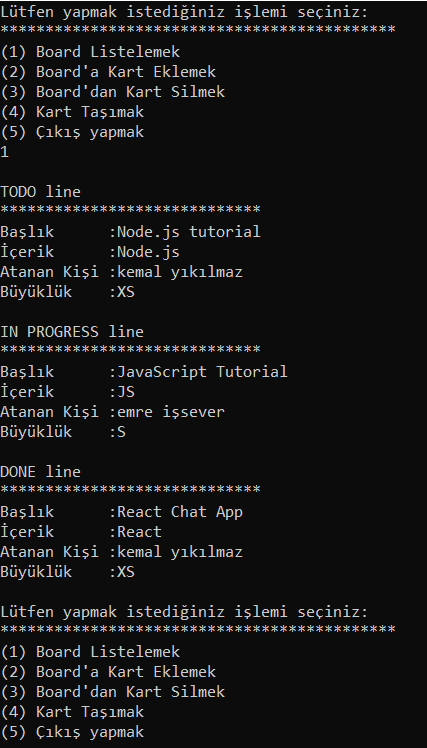 Lütfen yapmak istediğiniz işlemi seçiniz:
********************************************
(1) Board Listelemek
(2) Board'a Kart Eklemek
(3) Board'dan Kart Silmek
(4) Kart Taşımak
(5) Çıkış yapmak
1
TODO line
*****************************
Başlık      :Node.js tutorial
İçerik      :Node.js
Atanan Kişi :kemal yıkılmaz
Büyüklük    :XS
IN PROGRESS line
*****************************
Başlık      :JavaScript Tutorial
İçerik      :JS
Atanan Kişi :emre işsever
Büyüklük    :S
DONE line
*****************************
Başlık      :React Chat App
İçerik      :React
Atanan Kişi :kemal yıkılmaz
Büyüklük    :XS
Lütfen yapmak istediğiniz işlemi seçiniz:
********************************************
(1) Board Listelemek
(2) Board'a Kart Eklemek
(3) Board'dan Kart Silmek
(4) Kart Taşımak
(5) Çıkış yapmak